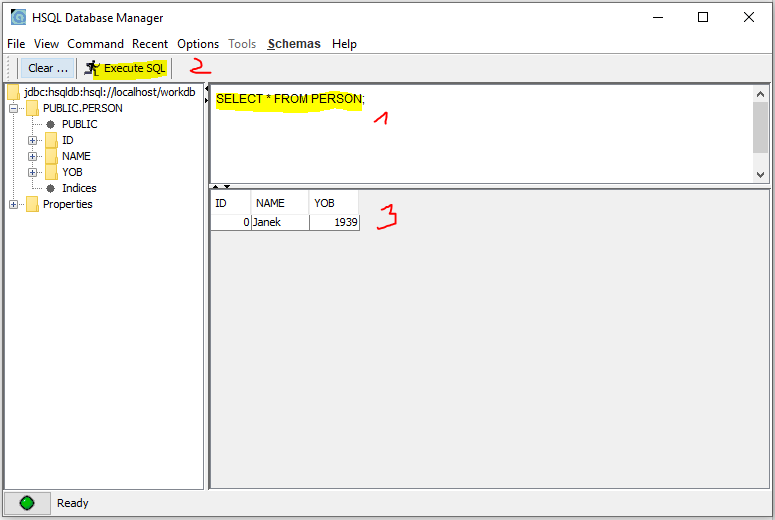 HSQL Database Manager
File View Command Recent Options Tools Schemas Help
Clear ... Execute SQL 2
jdbc:hsqldb:hsql://localhost/workdb
PUBLIC.PERSON
PUBLIC
ID
NAME
YOB
Indices
Properties
SELECT * FROM PERSON;
1
ID NAME YOB
0 Janek 1939
3
Ready